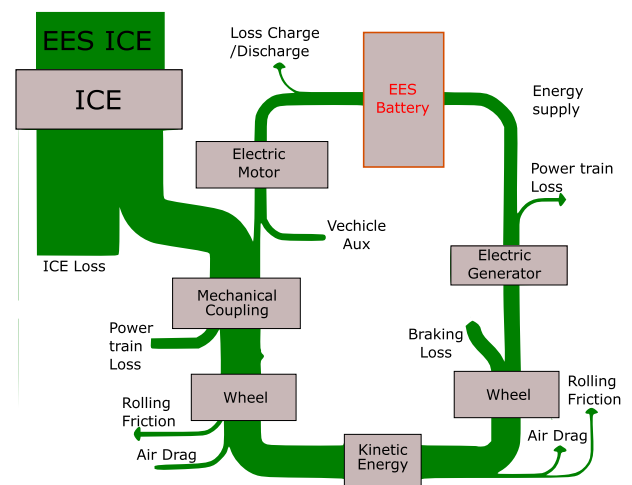 EES ICE
ICE
Loss Charge
/Discharge
EES
Battery
Energy
supply
Electric
Motor
Power train
Loss
Vechicle
Aux
Electric
Generator
ICE Loss
Mechanical
Coupling
Power
train
Loss
Braking
Loss
Wheel
Wheel
Rolling
Friction
Rolling
Friction
Air Drag
Air Drag
Kinetic
Energy